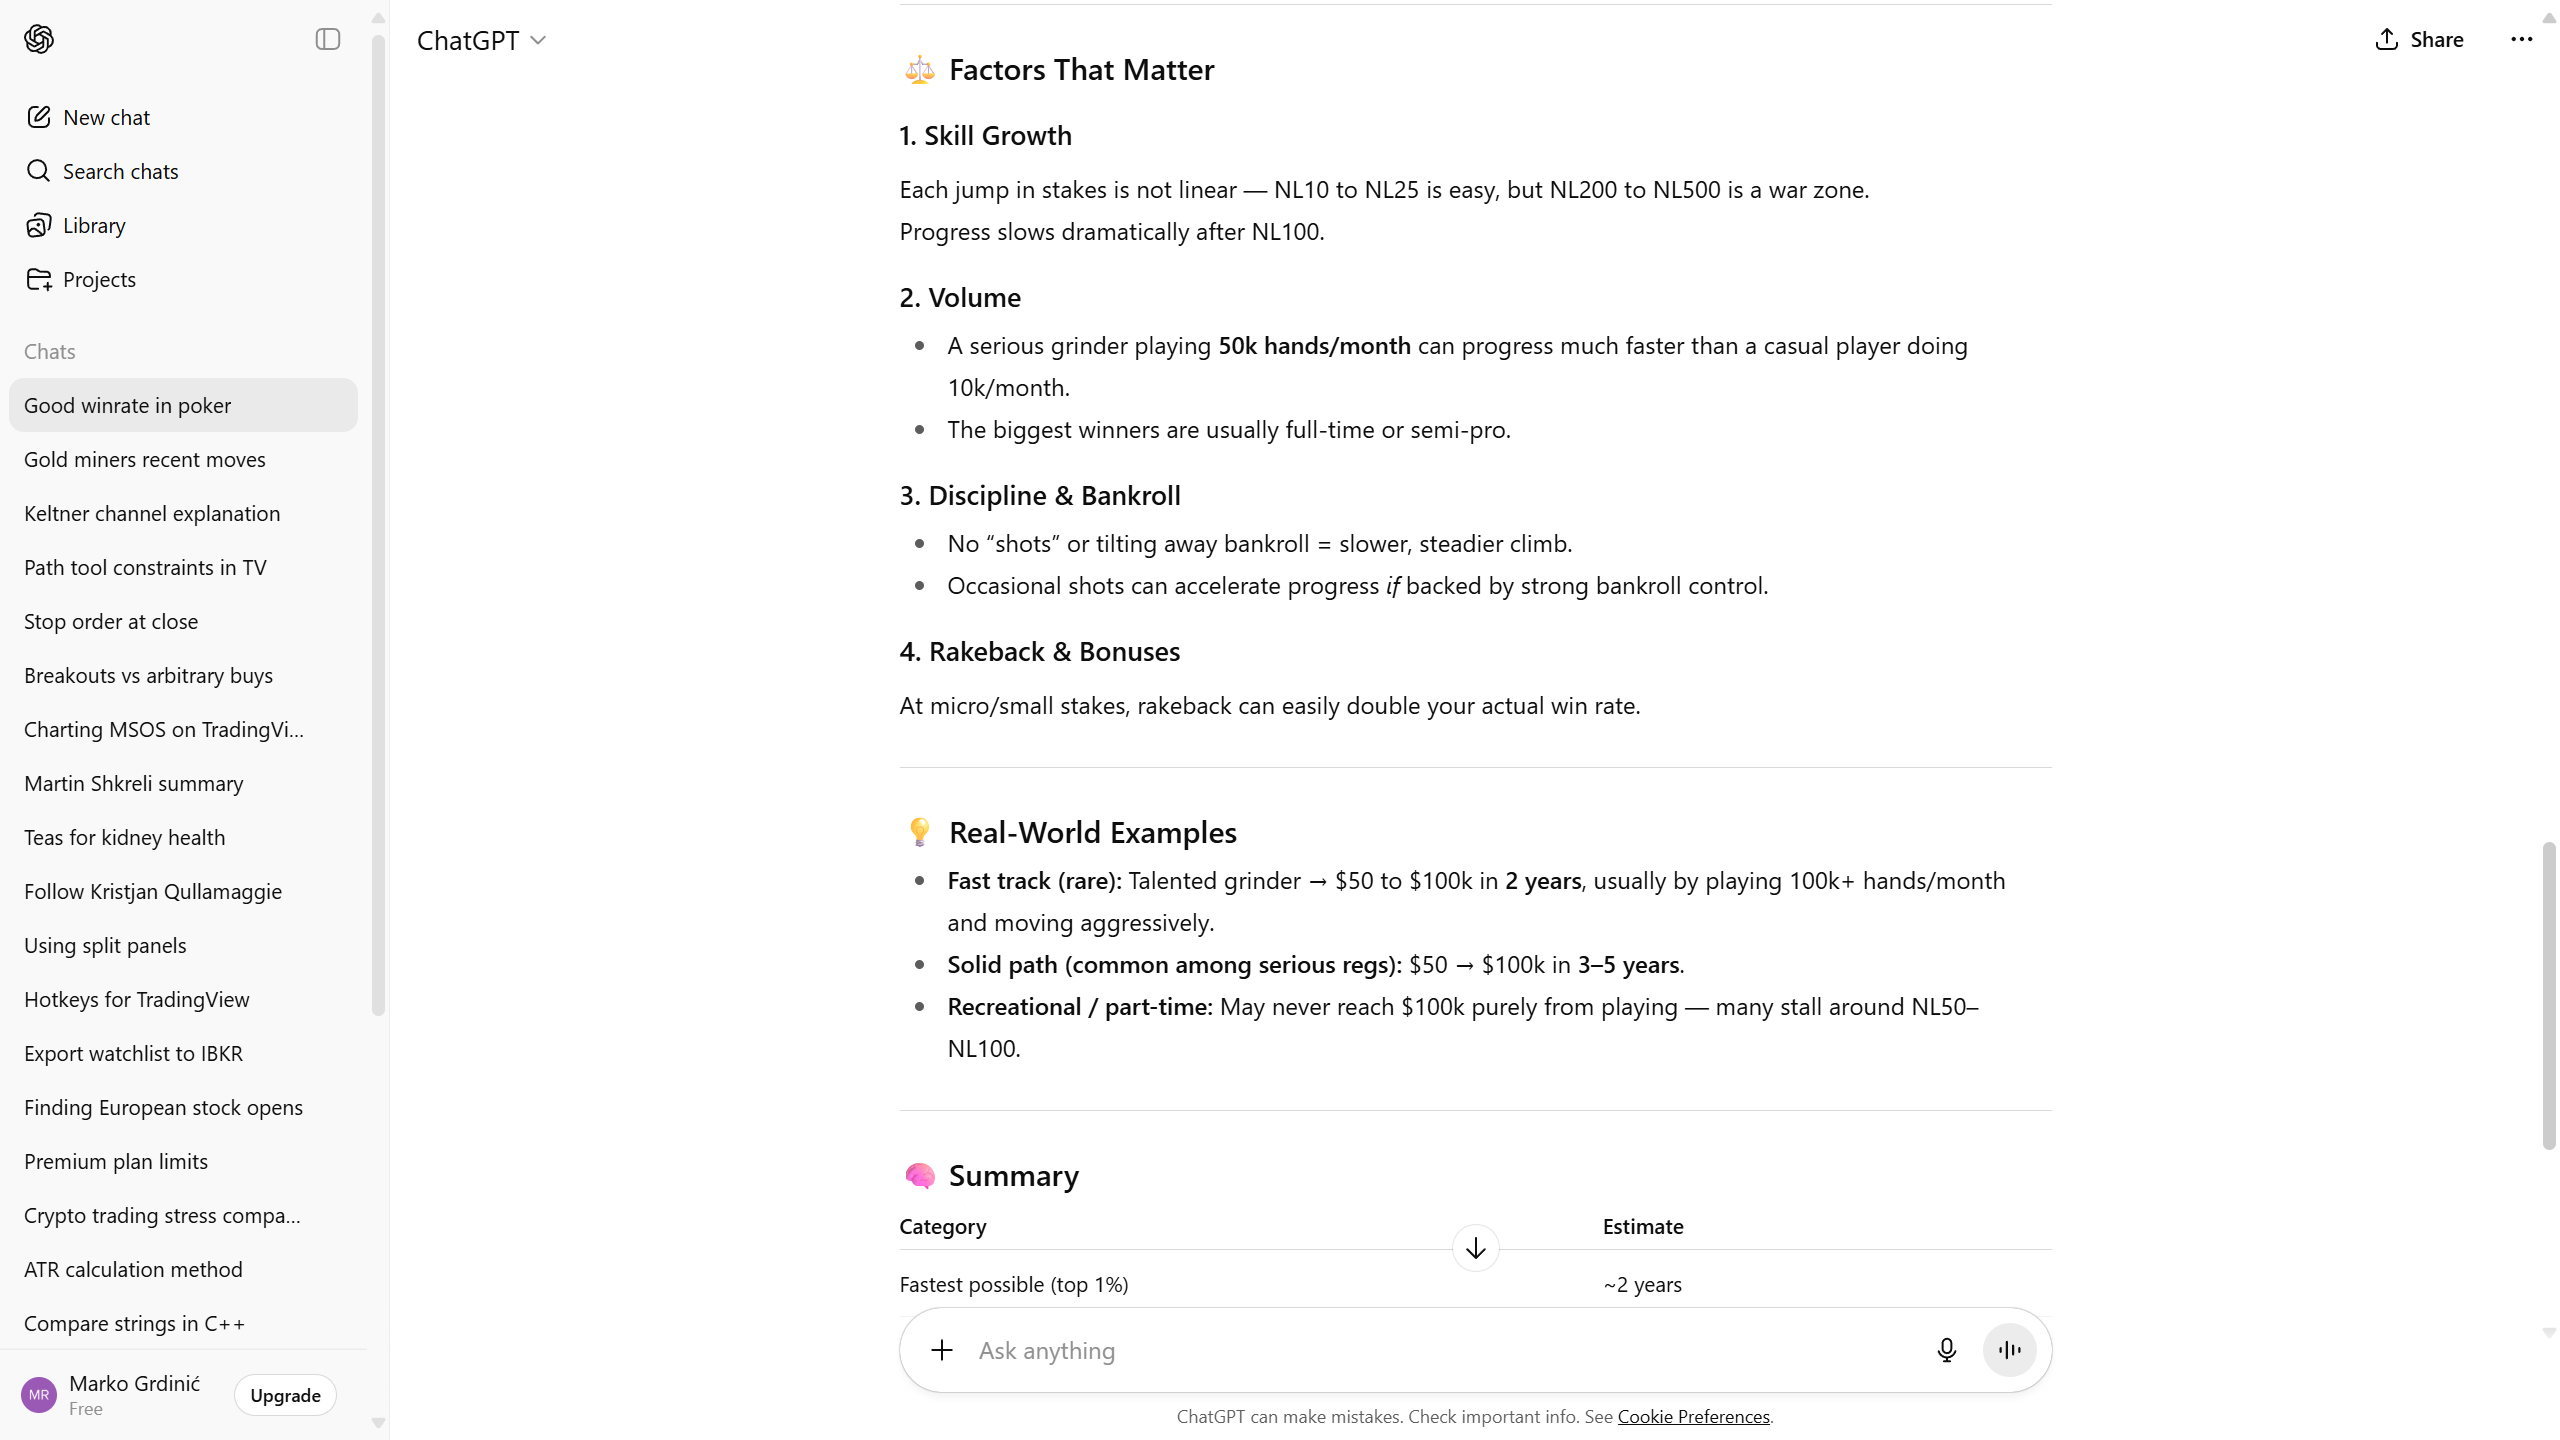 New chat
Search chats
Library
Projects
Chats
Good winrate in poker
Gold miners recent moves
Keltner channel explanation
Path tool constraints in TV
Stop order at close
Breakouts vs arbitrary buys
Charting MSOS on TradingVi...
Martin Shkreli summary
Teas for kidney health
Follow Kristjan Qullamaggie
Using split panels
Hotkeys for TradingView
Export watchlist to IBKR
Finding European stock opens
Premium plan limits
Crypto trading stress compa...
ATR calculation method
Compare strings in C++
MR
Marko Grdinić
Free
Upgrade
ChatGPT
Share
Factors That Matter
1. Skill Growth
Each jump in stakes is not linear — NL10 to NL25 is easy, but NL200 to NL500 is a war zone.
Progress slows dramatically after NL100.
2. Volume
• A serious grinder playing 50k hands/month can progress much faster than a casual player doing
10k/month.
• The biggest winners are usually full-time or semi-pro.
3. Discipline & Bankroll
• No “shots” or tilting away bankroll = slower, steadier climb.
• Occasional shots can accelerate progress if backed by strong bankroll control.
4. Rakeback & Bonuses
At micro/small stakes, rakeback can easily double your actual win rate.
Real-World Examples
• Fast track (rare): Talented grinder → $50 to $100k in 2 years, usually by playing 100k+ hands/month
and moving aggressively.
• Solid path (common among serious regs): $50 → $100k in 3–5 years.
• Recreational / part-time: May never reach $100k purely from playing — many stall around NL50–
NL100.
Summary
Category Estimate
Fastest possible (top 1%) ~2 years
Ask anything
ChatGPT can make mistakes. Check important info. See Cookie Preferences.